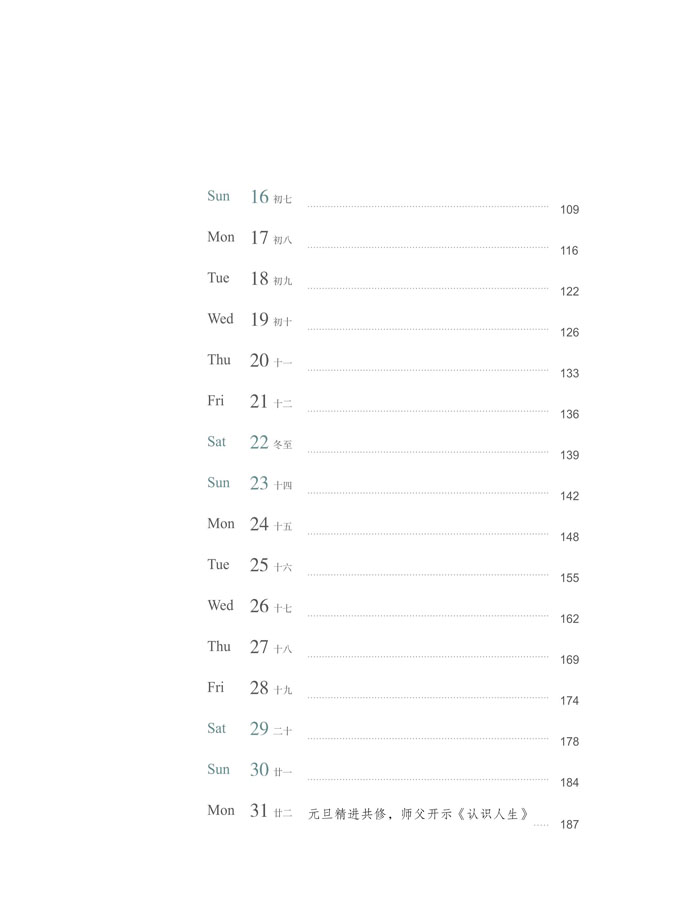 Sun 16 初七 109
Mon 17 初八 116
Tue 18 初九 122
Wed 19 初十 126
Thu 20 十一 133
Fri 21 十二 136
Sat 22 冬至 139
Sun 23 十四 142
Mon 24 十五 148
Tue 25 十六 155
Wed 26 十七 162
Thu 27 十八 169
Fri 28 十九 174
Sat 29 二十 178
Sun 30 廿一 184
Mon 31 廿二 元旦精进共修，师父开示《认识人生》 ..... 187